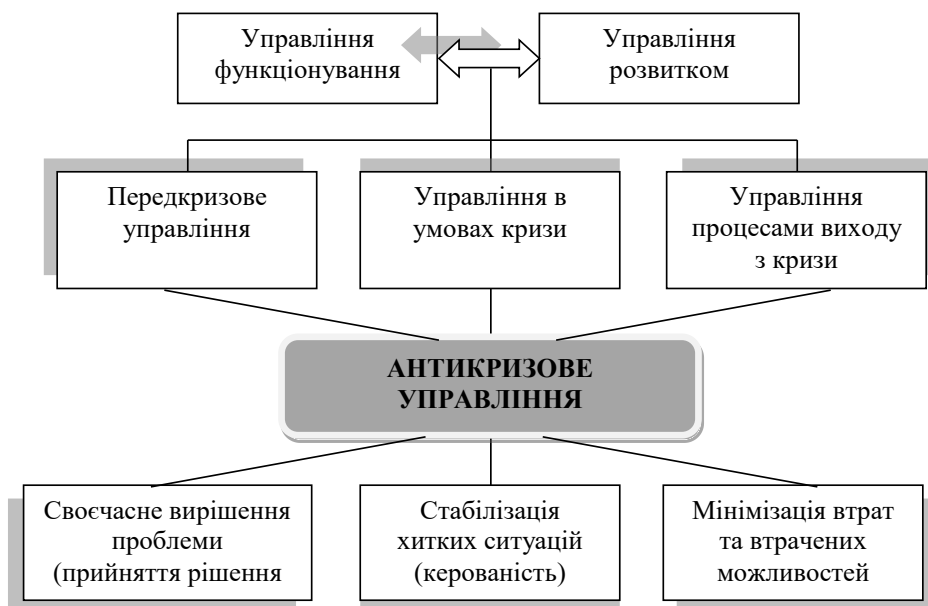 Управління
функціонування
Управління
розвитком
Передкризове
управління
Управління в
умовах кризи
Управління
процесами виходу
з кризи
АНТИКРИЗОВЕ
УПРАВЛІННЯ
Своєчасне вирішення
проблеми
(прийняття рішення
Стабілізація
хитких ситуацій
(керованість)
Мінімізація втрат
та втрачених
можливостей